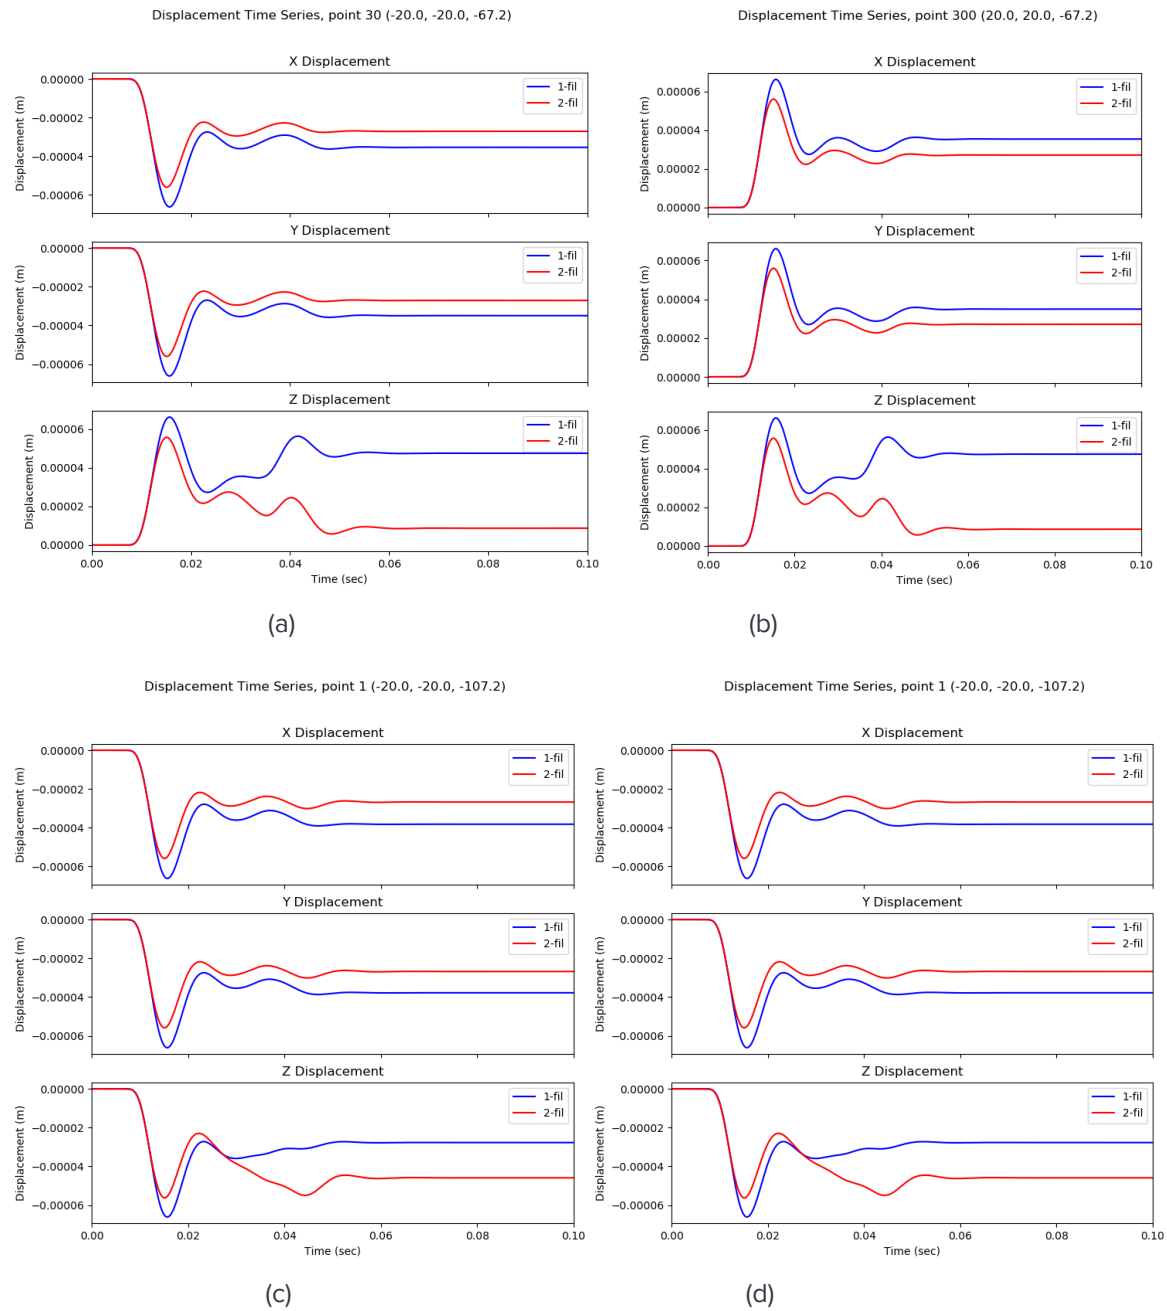 Displacement Time Series, point 30 (-20.0, -20.0, -67.2)
X Displacement
0.00000
−0.00002
−0.00004
−0.00006
Displacement (m)
1-fil
2-fil
Y Displacement
0.00000
−0.00002
−0.00004
−0.00006
Displacement (m)
1-fil
2-fil
Z Displacement
0.00006
0.00004
0.00002
0.00000
Displacement (m)
1-fil
2-fil
0.00 0.02 0.04 0.06 0.08 0.10
Time (sec)
(a)
Displacement Time Series, point 300 (20.0, 20.0, -67.2)
X Displacement
0.00006
0.00004
0.00002
0.00000
Displacement (m)
1-fil
2-fil
Y Displacement
0.00006
0.00004
0.00002
0.00000
Displacement (m)
1-fil
2-fil
Z Displacement
0.00006
0.00004
0.00002
0.00000
Displacement (m)
1-fil
2-fil
0.00 0.02 0.04 0.06 0.08 0.10
Time (sec)
(b)
Displacement Time Series, point 1 (-20.0, -20.0, -107.2)
X Displacement
0.00000
−0.00002
−0.00004
−0.00006
Displacement (m)
1-fil
2-fil
Y Displacement
0.00000
−0.00002
−0.00004
−0.00006
Displacement (m)
1-fil
2-fil
Z Displacement
0.00000
−0.00002
−0.00004
−0.00006
Displacement (m)
1-fil
2-fil
0.00 0.02 0.04 0.06 0.08 0.10
Time (sec)
(c)
Displacement Time Series, point 1 (-20.0, -20.0, -107.2)
X Displacement
0.00000
−0.00002
−0.00004
−0.00006
Displacement (m)
1-fil
2-fil
Y Displacement
0.00000
−0.00002
−0.00004
−0.00006
Displacement (m)
1-fil
2-fil
Z Displacement
0.00000
−0.00002
−0.00004
−0.00006
Displacement (m)
1-fil
2-fil
0.00 0.02 0.04 0.06 0.08 0.10
Time (sec)
(d)